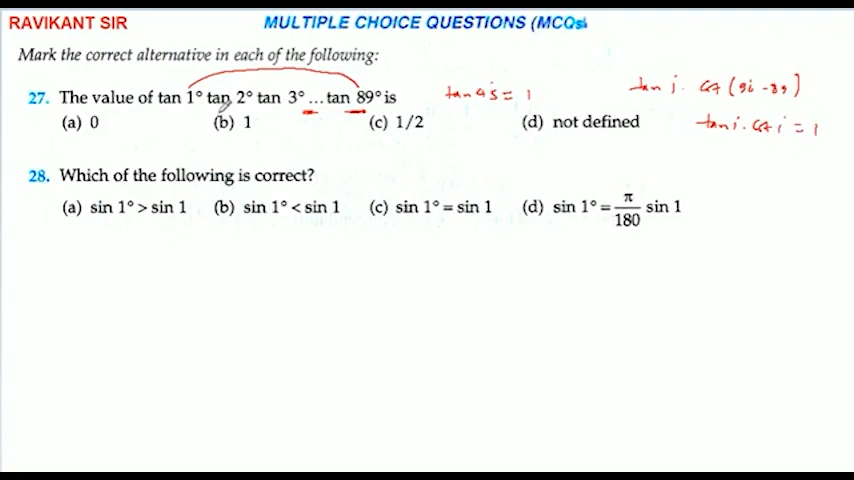 RAVIKANT SIR
MULTIPLE CHOICE QUESTIONS (MCQs)
Mark the correct alternative in each of the following:
27. The value of tan 1° tan 2° tan 3° ... tan 89° is
tan 45° = 1
tan 1°. cot (90 - 89)
(a) 0 (b) 1 (c) 1/2 (d) not defined
tan 1°. cot 1° = 1
28. Which of the following is correct?
(a) sin 1° > sin 1 (b) sin 1° < sin 1 (c) sin 1° = sin 1 (d) sin 1° = π/180 sin 1